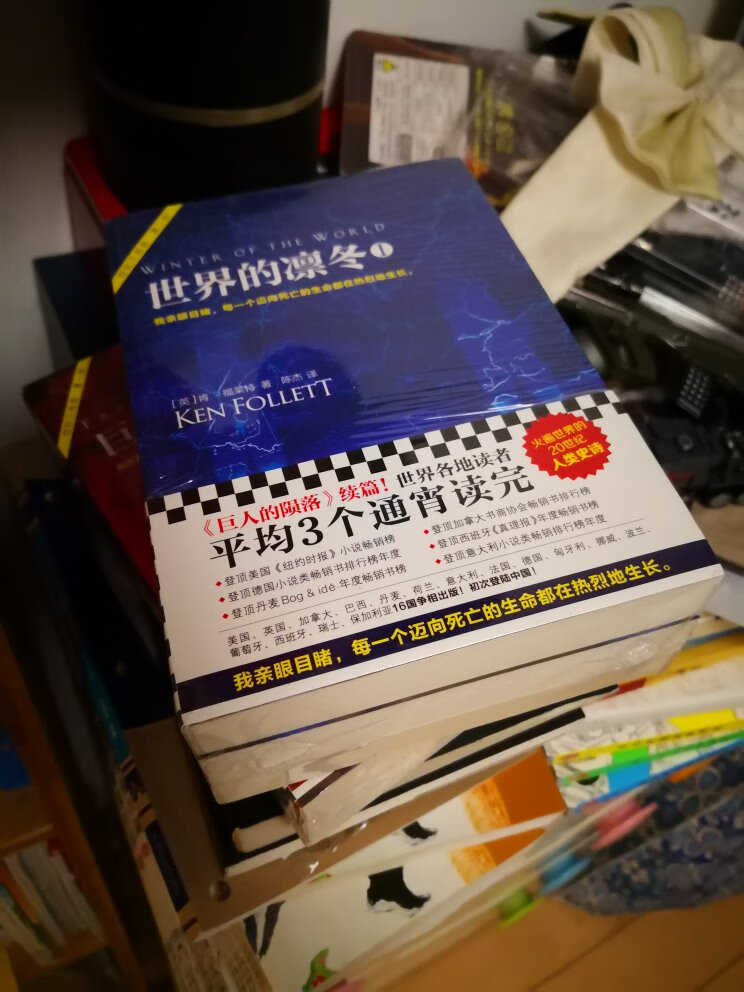 WINTER OF THE WORLD
世界的凛冬1
我亲眼目睹，每一个迈向死亡的生命都在热烈地生长。
[英]肯·福莱特 著 陈杰 译
KEN FOLLETT
火遍世界的
20世纪
人类史诗
《巨人的陨落》续篇！世界各地读者
平均3个通宵读完
◆登顶美国《纽约时报》小说畅销榜
◆登顶德国小说类畅销书排行榜年度
◆登顶丹麦Bog & idé年度畅销书榜
◆登顶加拿大书商协会畅销书排行榜
◆登顶西班牙《真理报》年度畅销书榜
◆登顶意大利小说类畅销书排行榜年度
美国、英国、加拿大、巴西、丹麦、荷兰、意大利、法国、德国、匈牙利、挪威、波兰、
葡萄牙、西班牙、瑞士、保加利亚16国争相出版！初次登陆中国！
我亲眼目睹，每一个迈向死亡的生命都在热烈地生长。